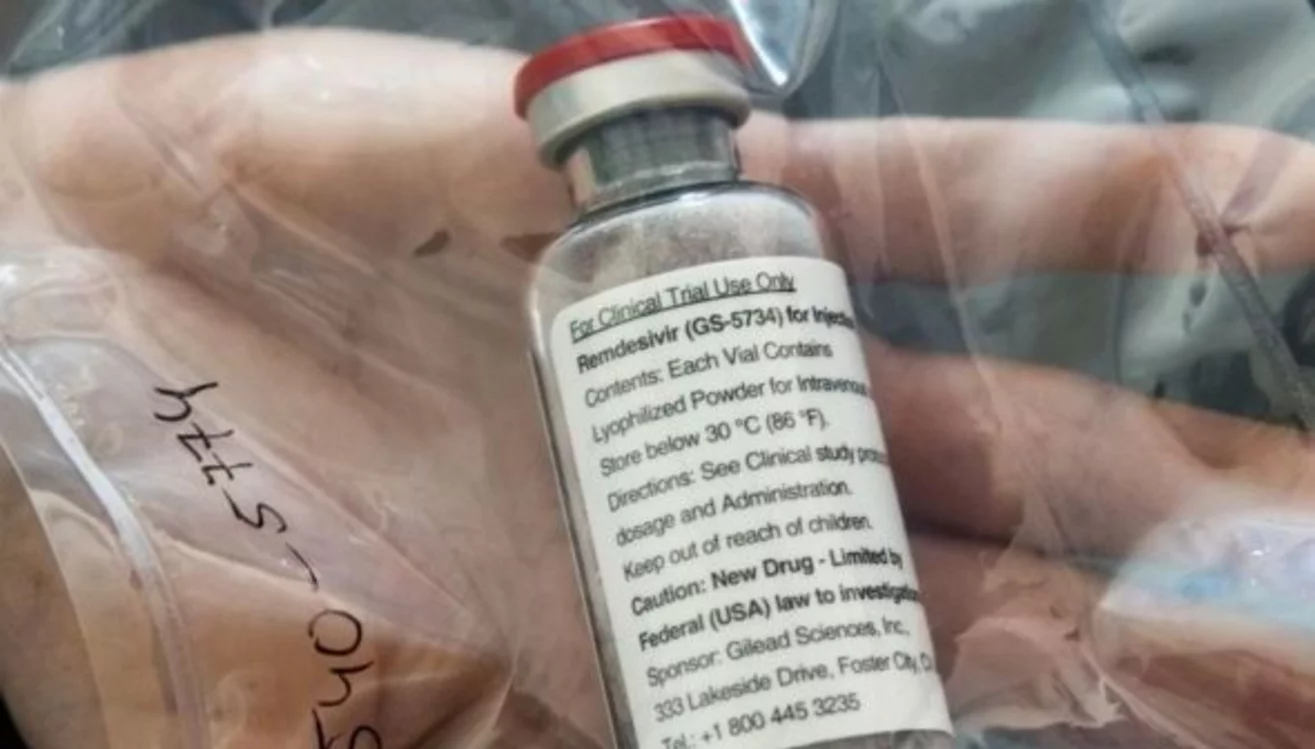 For Clinical Trial Use Only
Remdesivir (GS-5734) for
Contents: Each Vial Contains
Lyophilized Powder for
Store below 30 °C (86 °F).
Directions: See Clinical study
dosage and Administration.
Keep out of reach of children.
Caution: New Drug - Limited by
Federal (USA) law to
Sponsor: Gilead Sciences, Inc.,
333 Lakeside Drive, Foster City,
Tel.: +1 800 445 3235